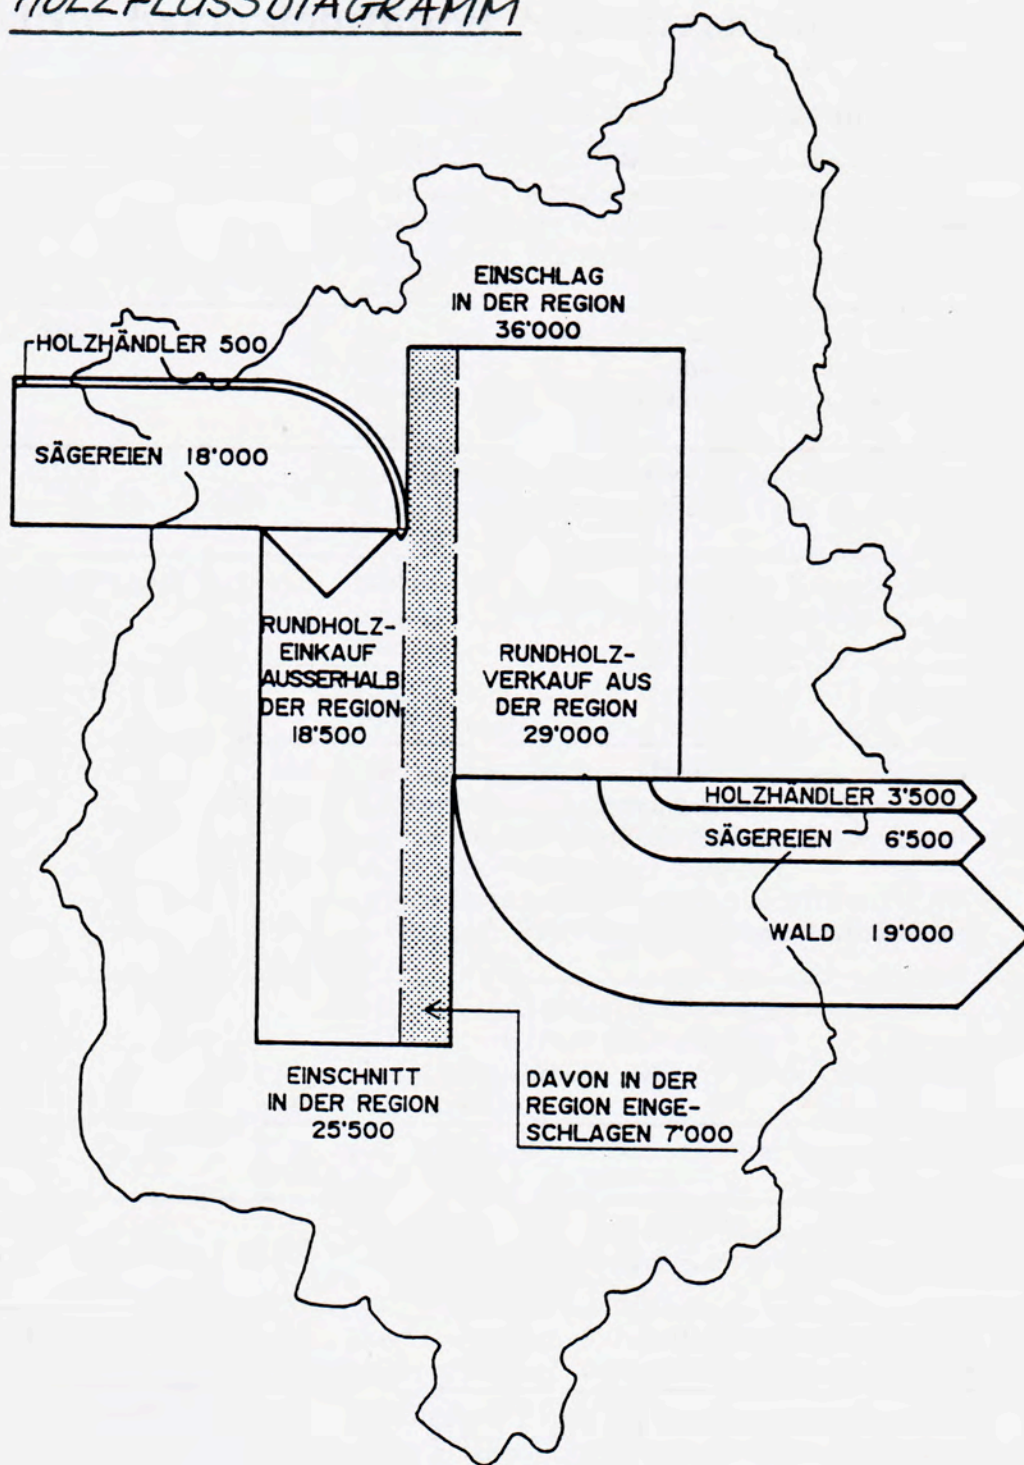 HOLZFLUSSDIAGRAMM
EINSCHLAG
IN DER REGION
36'000
HOLZHÄNDLER 500
SÄGEREIEN 18'000
RUNDHOLZ-
EINKAUF
AUSSERHALB
DER REGION
18'500
RUNDHOLZ-
VERKAUF AUS
DER REGION
29'000
HOLZHÄNDLER 3'500
SÄGEREIEN 6'500
WALD 19'000
EINSCHNITT
IN DER REGION
25'500
DAVON IN DER
REGION EINGE-
SCHLAGEN 7'000